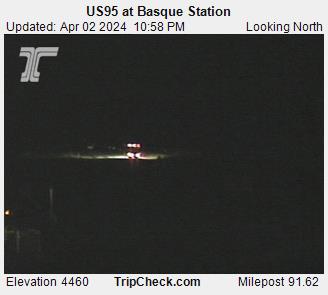 US95 at Basque Station
Updated: Apr 02 2024 10:58 PM Looking North
Elevation 4460 TripCheck.com Milepost 91.62